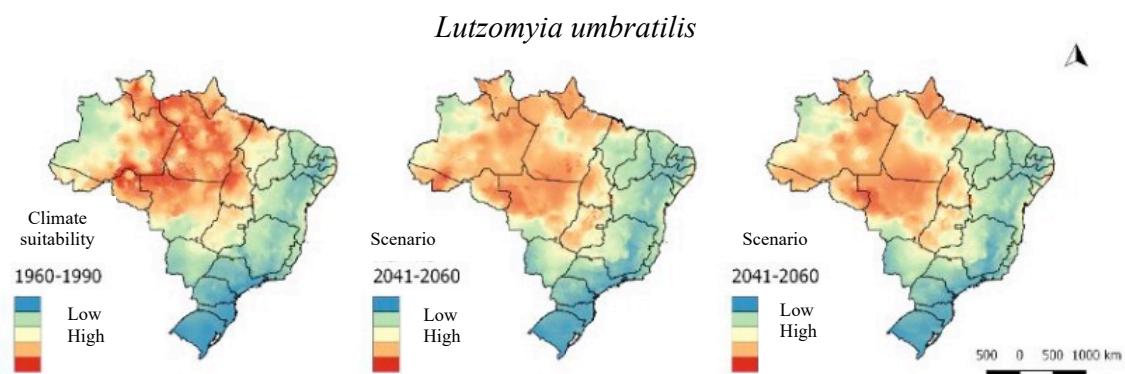 Lutzomyia umbratilis
Climate
suitability
1960-1990
Low
High
Scenario
2041-2060
Low
High
Scenario
2041-2060
Low
High
500 0 500 1000 km